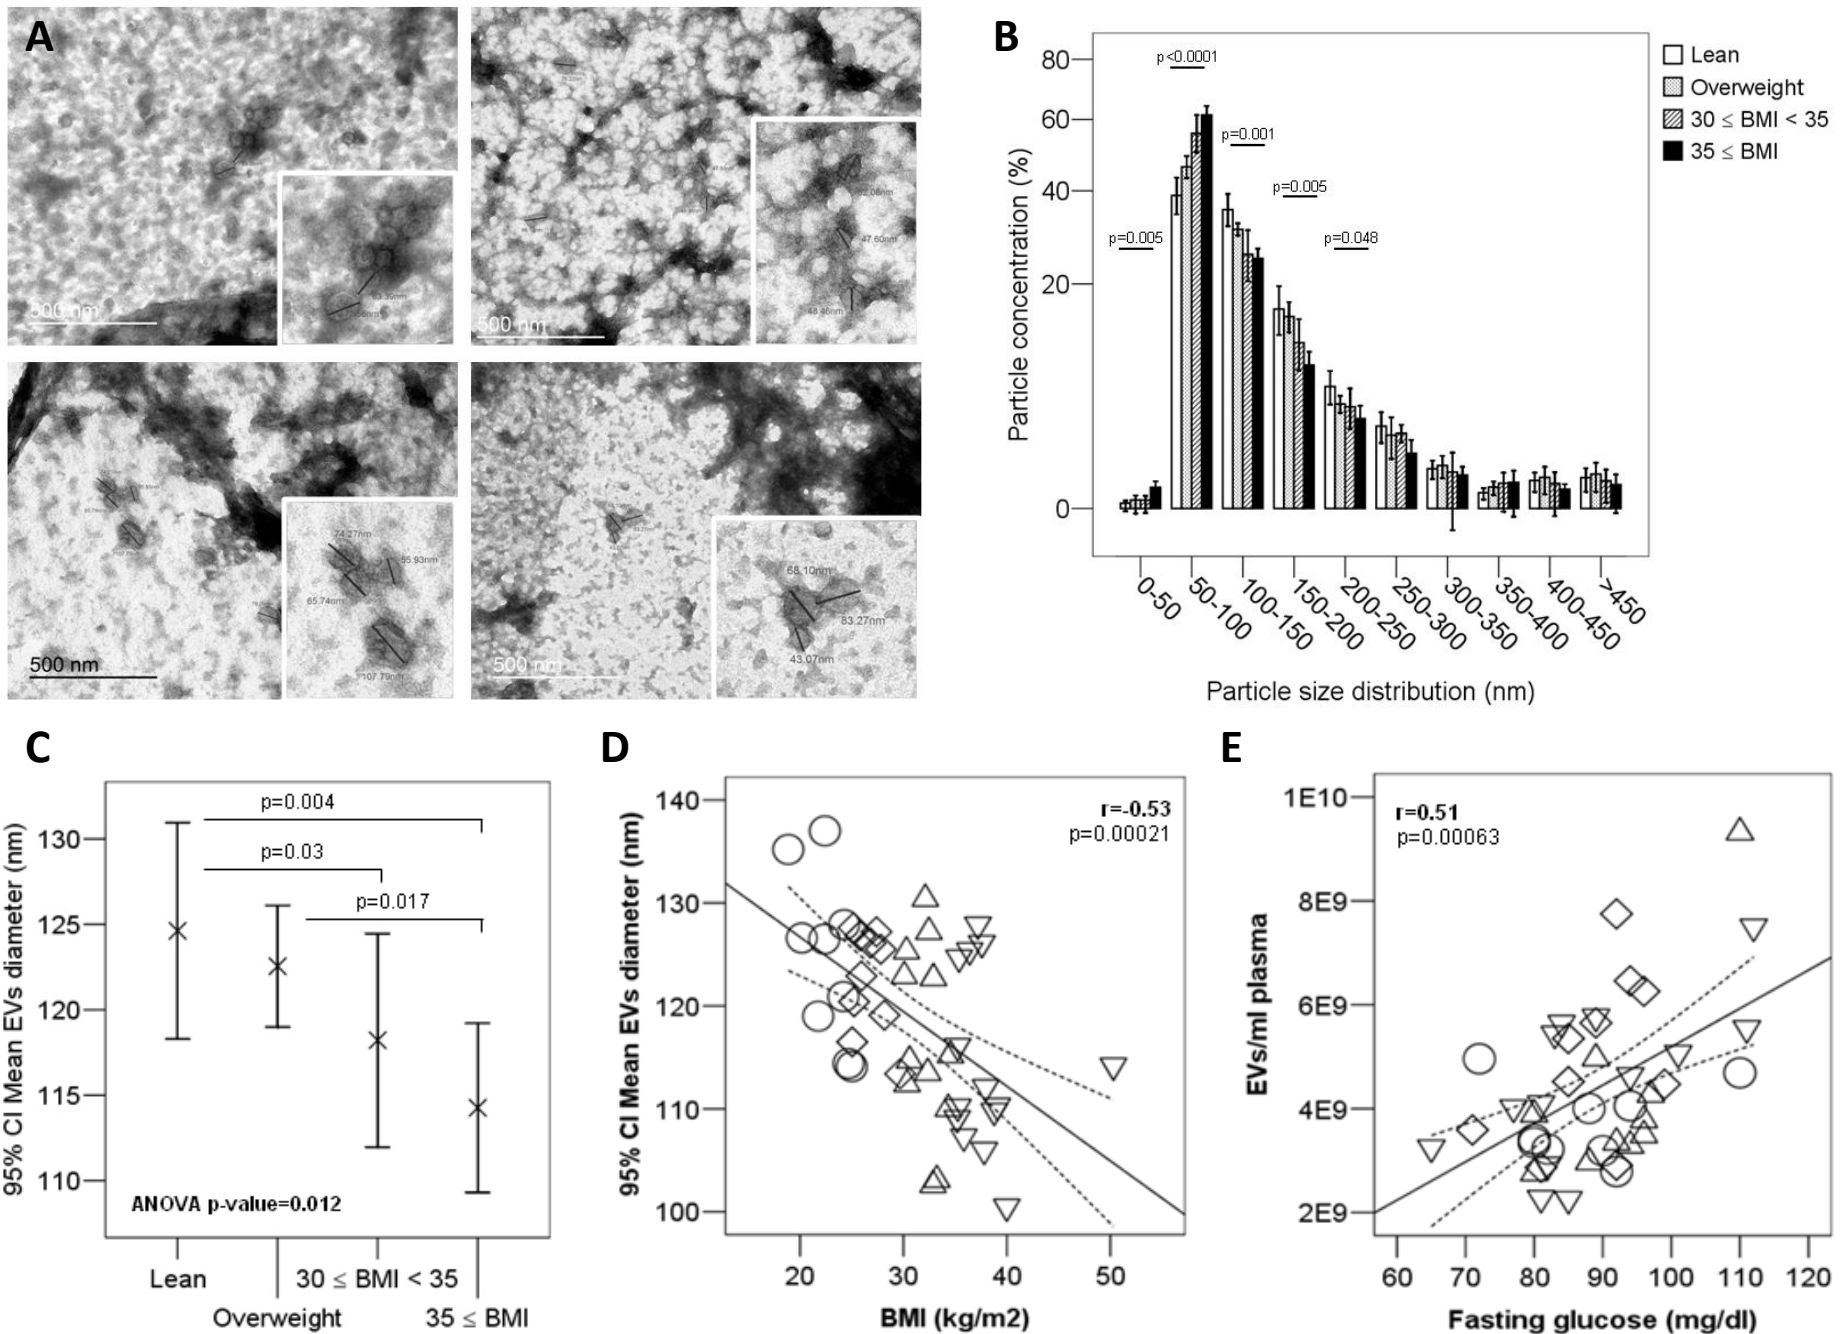 A
500 nm
83.39nm
500 nm
62.08nm
47.60nm
48.46nm
500 nm
74.27nm
55.93nm
65.74nm
107.79nm
500 nm
68.10nm
83.27nm
43.07nm
B
Particle concentration (%)
80
60
40
20
0
p=0.005
p<0.0001
p=0.001
p=0.005
p=0.048
Lean
Overweight
30 ≤ BMI < 35
35 ≤ BMI
0-50
50-100
100-150
150-200
200-250
250-300
300-350
350-400
400-450
>450
Particle size distribution (nm)
C
95% CI Mean EVs diameter (nm)
130
125
120
115
110
p=0.004
p=0.03
p=0.017
ANOVA p-value=0.012
Lean
Overweight
30 ≤ BMI < 35
35 ≤ BMI
D
95% CI Mean EVs diameter (nm)
140
130
120
110
100
r=-0.53
p=0.00021
20
30
40
50
BMI (kg/m2)
E
EVs/ml plasma
1E10
8E9
6E9
4E9
2E9
r=0.51
p=0.00063
60
70
80
90
100
110
120
Fasting glucose (mg/dl)